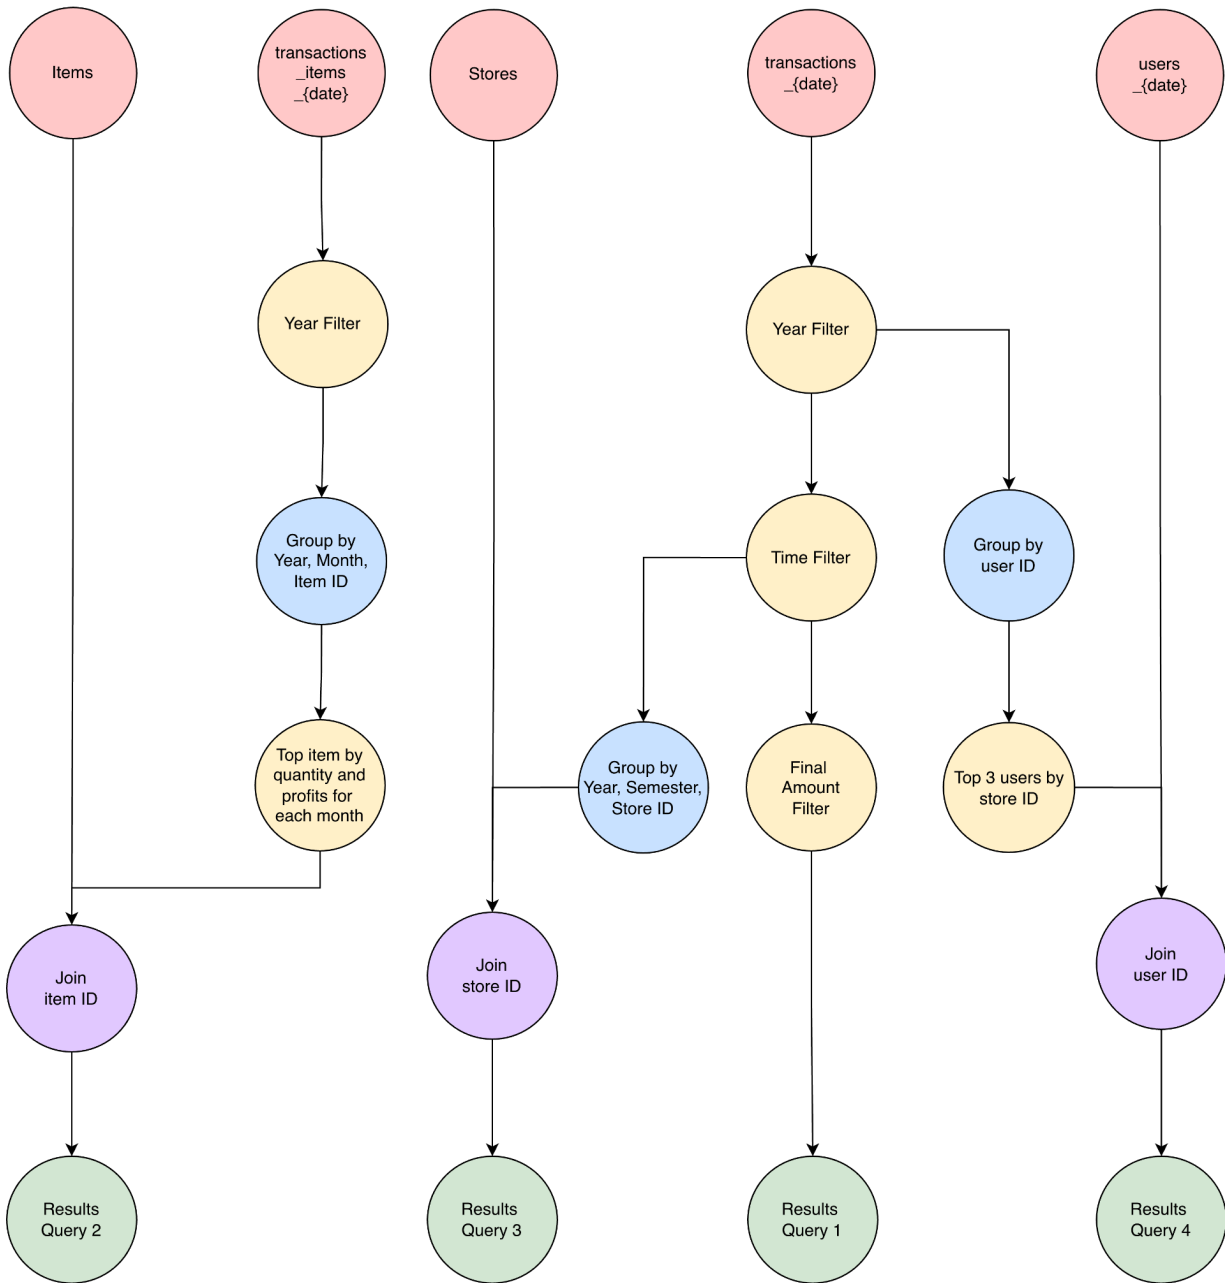 Items
transactions
_items
_{date}
Stores
transactions
_{date}
users
_{date}
Year Filter
Year Filter
Group by
Year, Month,
Item ID
Time Filter
Group by
user ID
Top item by
quantity and
profits for
each month
Group by
Year, Semester,
Store ID
Final
Amount
Filter
Top 3 users by
store ID
Join
item ID
Join
store ID
Join
user ID
Results
Query 2
Results
Query 3
Results
Query 1
Results
Query 4